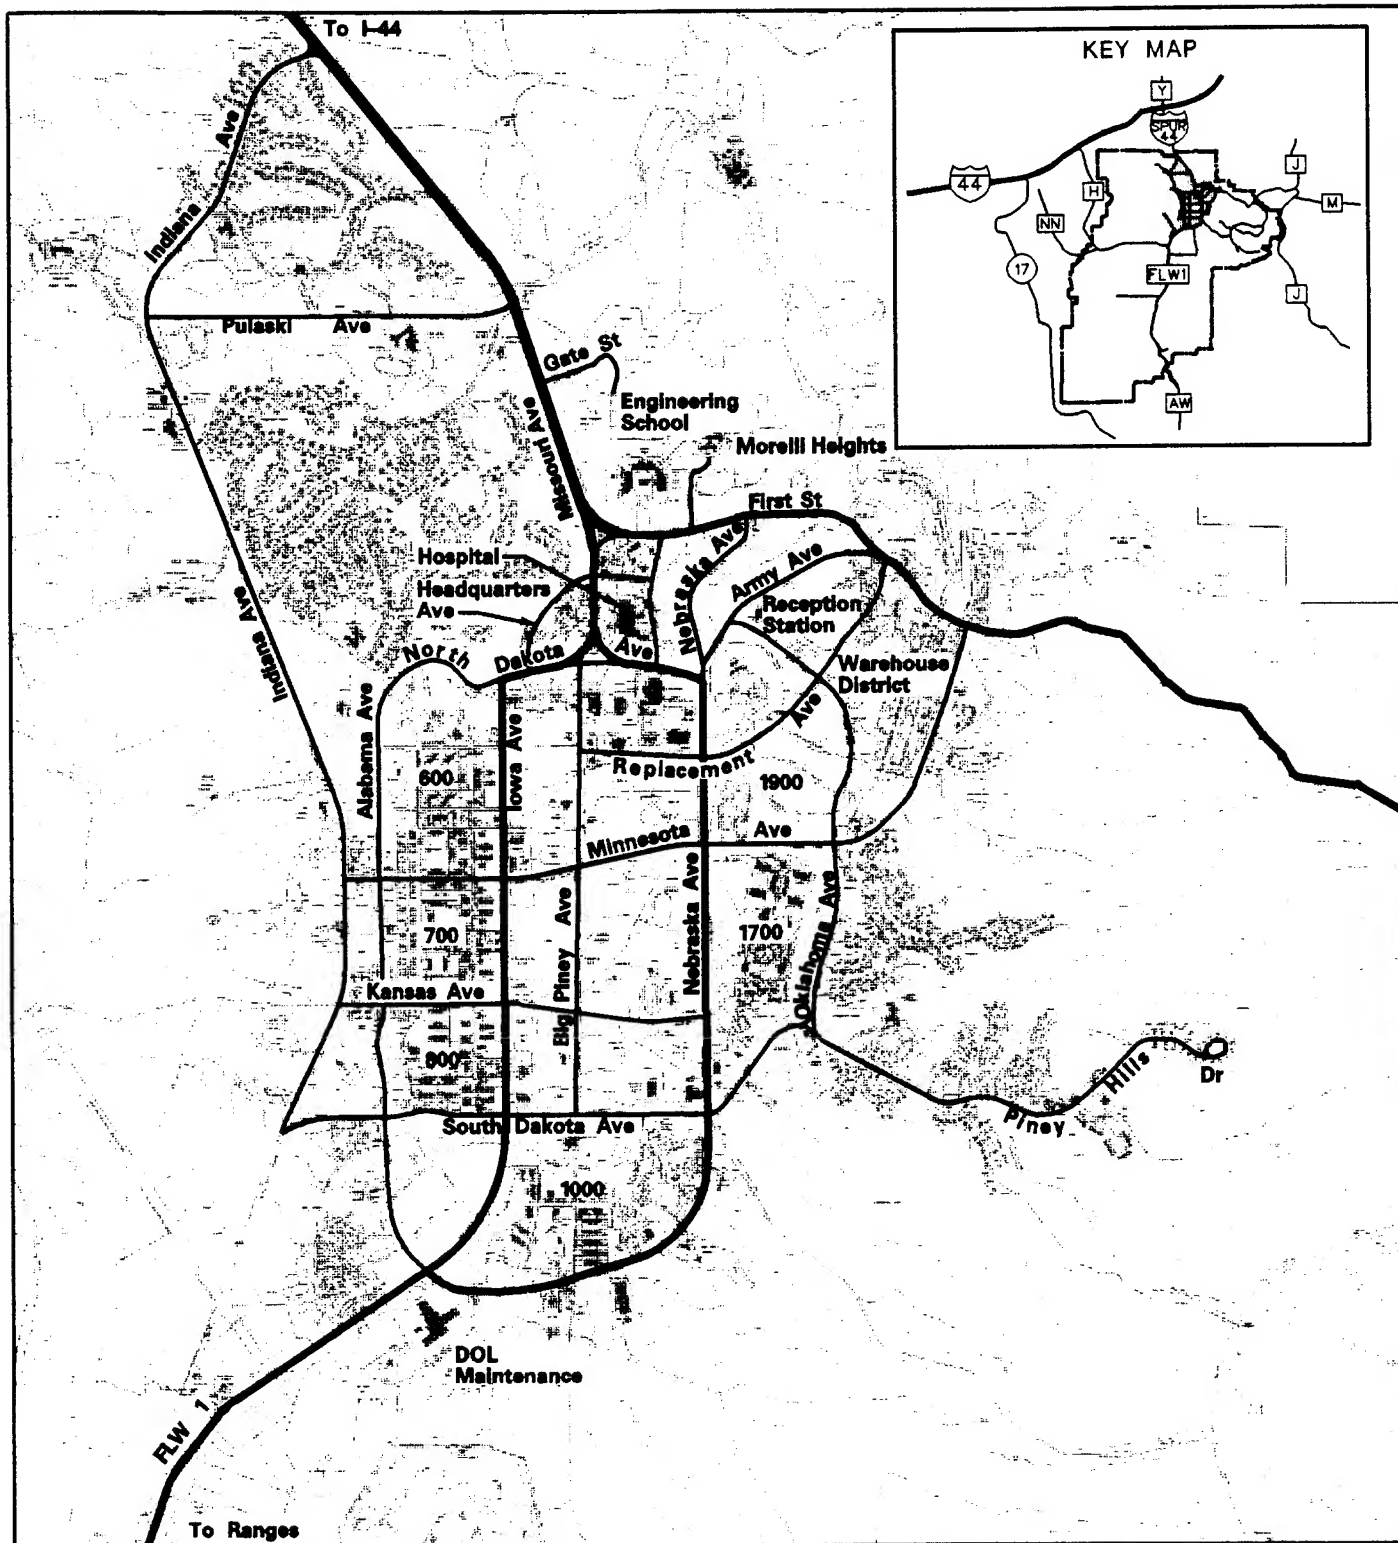 To I-44
KEY MAP
Y
SPUR
44
44
H
J
M
NN
17
FLW1
J
AW
Indiana Ave
Pulaski Ave
Gate St
Engineering
School
Missouri Ave
Morelli Heights
First St
Hospital
Headquarters
Ave
Nebraska Ave
Army Ave
Reception
Station
Indiana Ave
North Dakota Ave
Warehouse
District
Alabama Ave
Iowa Ave
Replacement Ave
600
1900
Minnesota Ave
700
Big Piney Ave
Nebraska Ave
1700
Oklahoma Ave
Kansas Ave
800
Piney Hills Dr
South Dakota Ave
1000
DOL
Maintenance
FLW 1
To Ranges